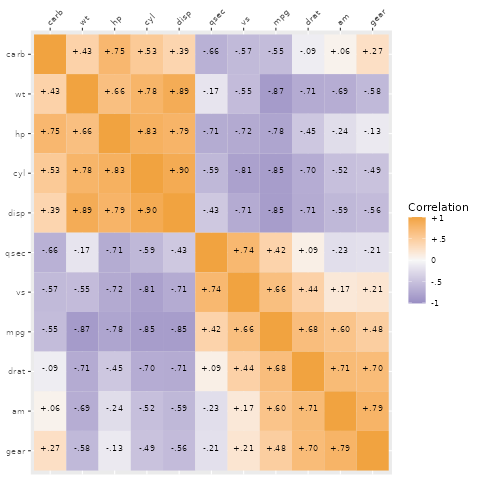 carb wt hp cyl disp qsec vs mpg drat am gear
carb +.43 +.75 +.53 +.39 -.66 -.57 -.55 -.09 +.06 +.27
wt +.43 +.66 +.78 +.89 -.17 -.55 -.87 -.71 -.69 -.58
hp +.75 +.66 +.83 +.79 -.71 -.72 -.78 -.45 -.24 -.13
cyl +.53 +.78 +.83 +.90 -.59 -.81 -.85 -.70 -.52 -.49
disp +.39 +.89 +.79 +.90 -.43 -.71 -.85 -.71 -.59 -.56
qsec -.66 -.17 -.71 -.59 -.43 +.74 +.42 +.09 -.23 -.21
vs -.57 -.55 -.72 -.81 -.71 +.74 +.66 +.44 +.17 +.21
mpg -.55 -.87 -.78 -.85 -.85 +.42 +.66 +.68 +.60 +.48
drat -.09 -.71 -.45 -.70 -.71 +.09 +.44 +.68 +.71 +.70
am +.06 -.69 -.24 -.52 -.59 -.23 +.17 +.60 +.71 +.79
gear +.27 -.58 -.13 -.49 -.56 -.21 +.21 +.48 +.70 +.79
Correlation
+1
+.5
0
-.5
-1